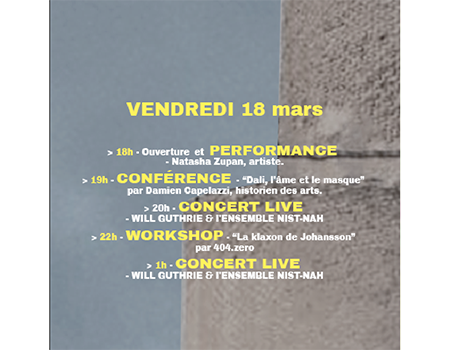 VENDREDI 18 mars
> 18h - Ouverture et PERFORMANCE
- Natasha Zupan, artiste.
> 19h - CONFÉRENCE - “Dali, l'âme et le masque”
par Damien Capelazzi, historien des arts.
> 20h - CONCERT LIVE
- WILL GUTHRIE & l'ENSEMBLE NIST-NAH
> 22h - WORKSHOP - “La klaxon de Johansson”
par 404.zero
> 1h - CONCERT LIVE
- WILL GUTHRIE & l'ENSEMBLE NIST-NAH